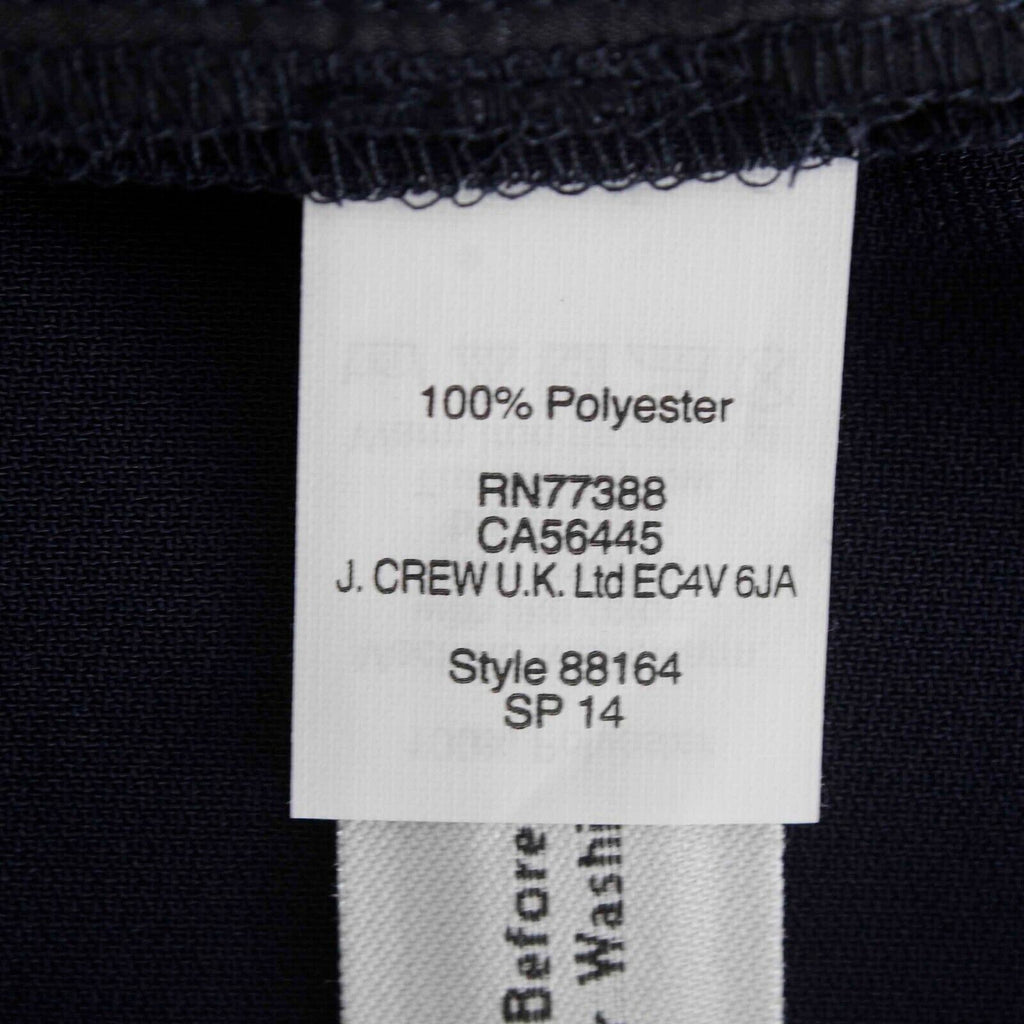 100% Polyester
RN77388
CA56445
J. CREW U.K. Ltd EC4V 6JA
Style 88164
SP 14
Before